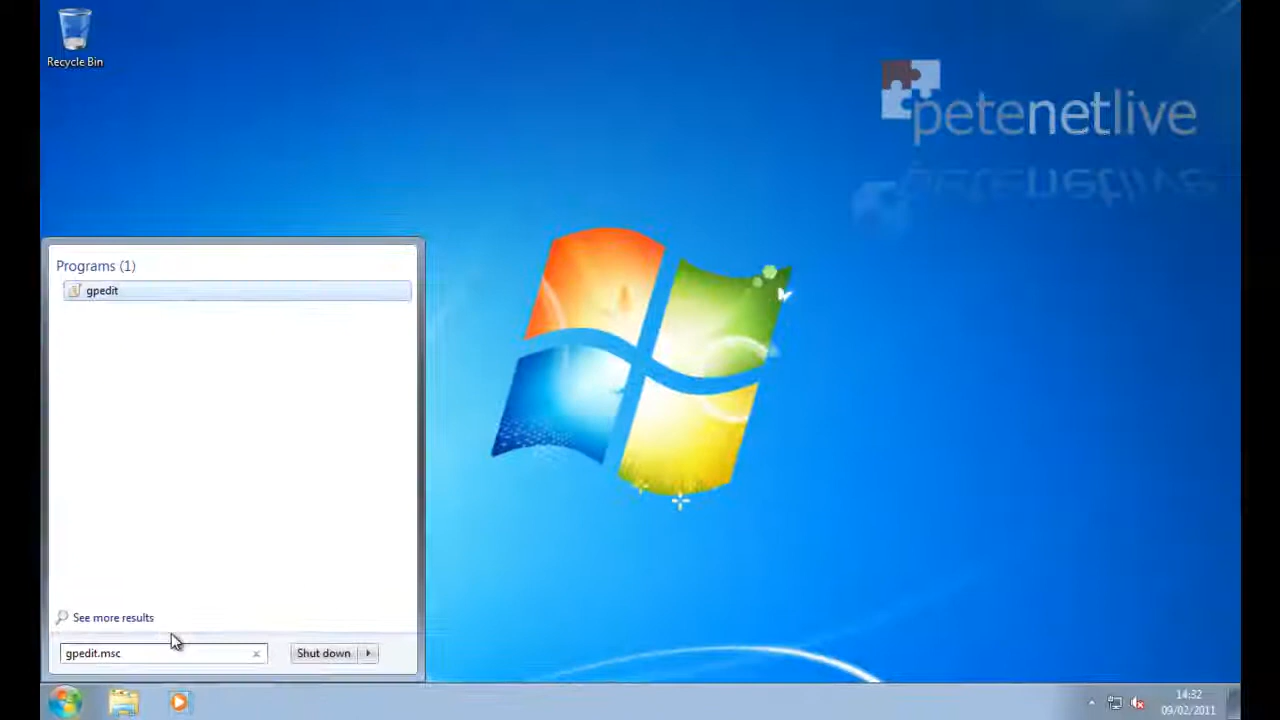 Recycle Bin
petenetlive
Programs (1)
gpedit
See more results
gpedit.msc
Shut down
14:32
09/02/2011